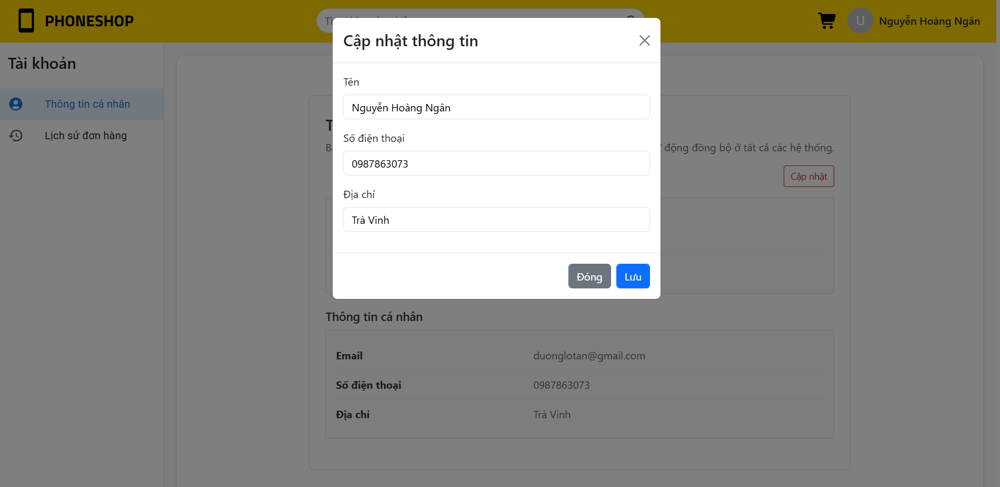 PHONESHOP
U
Nguyễn Hoàng Ngân
Tài khoản
Thông tin cá nhân
Lịch sử đơn hàng
Cập nhật thông tin
Tên
Nguyễn Hoàng Ngân
Số điện thoại
0987863073
Địa chỉ
Trà Vinh
Đóng
Lưu
động đồng bộ ở tất cả các hệ thống.
Cập nhật
Thông tin cá nhân
Email
duonglotan@gmail.com
Số điện thoại
0987863073
Địa chỉ
Trà Vinh